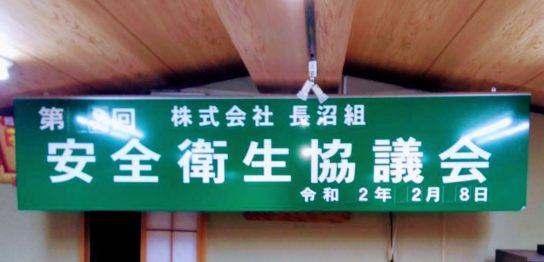 第 回 株式会社 長沼組
安全衛生協議会
令和 2年 2月 8日